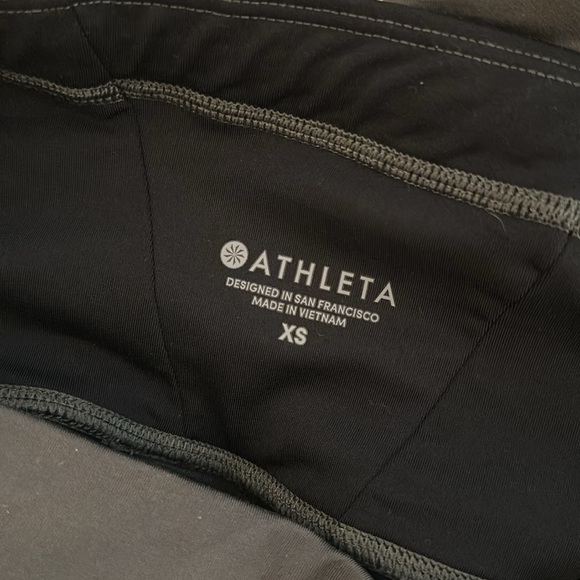 ATHLETA
DESIGNED IN SAN FRANCISCO
MADE IN VIETNAM
XS